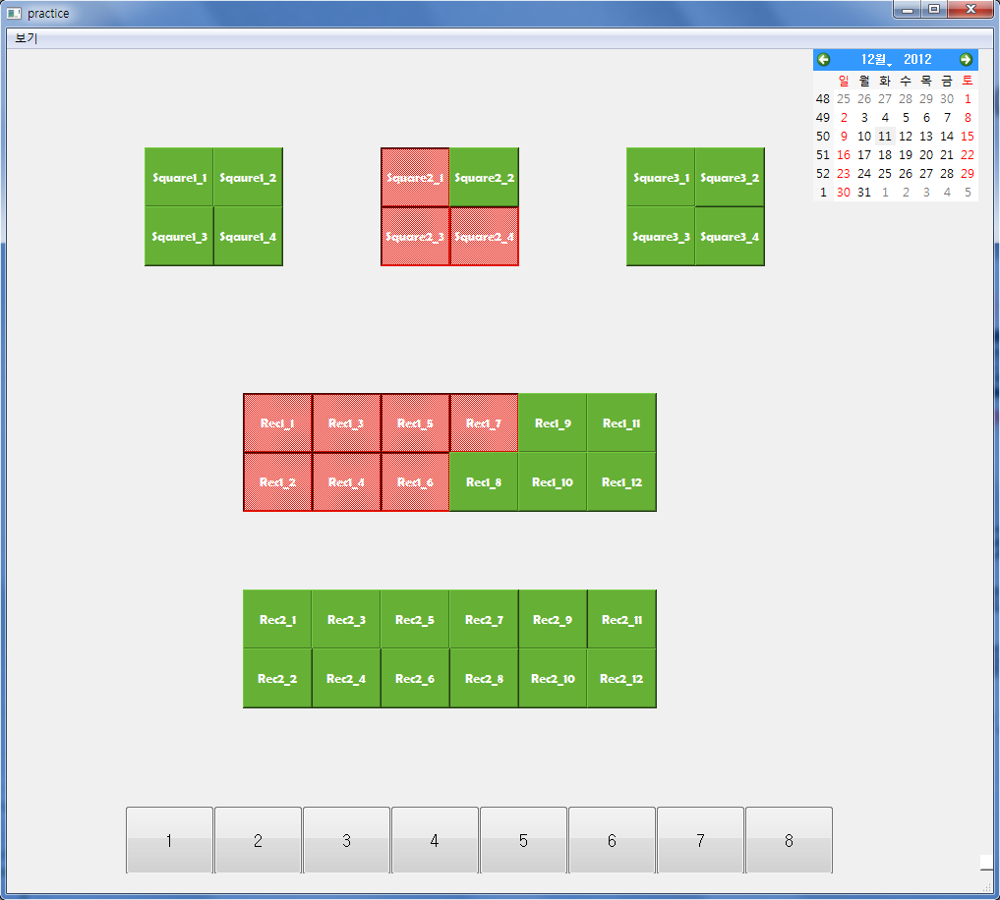 practice
보기
12월 2012
일 월 화 수 목 금 토
48 25 26 27 28 29 30 1
49 2 3 4 5 6 7 8
50 9 10 11 12 13 14 15
51 16 17 18 19 20 21 22
52 23 24 25 26 27 28 29
1 30 31 1 2 3 4 5
Square1_1 Sqaure1_2
Sqaure1_3 Sqaure1_4
Square2_1 Square2_2
Square2_3 Square2_4
Square3_1 Square3_2
Square3_3 Square3_4
Rec1_1 Rec1_3 Rec1_5 Rec1_7 Rec1_9 Rec1_11
Rec1_2 Rec1_4 Rec1_6 Rec1_8 Rec1_10 Rec1_12
Rec2_1 Rec2_3 Rec2_5 Rec2_7 Rec2_9 Rec2_11
Rec2_2 Rec2_4 Rec2_6 Rec2_8 Rec2_10 Rec2_12
1 2 3 4 5 6 7 8